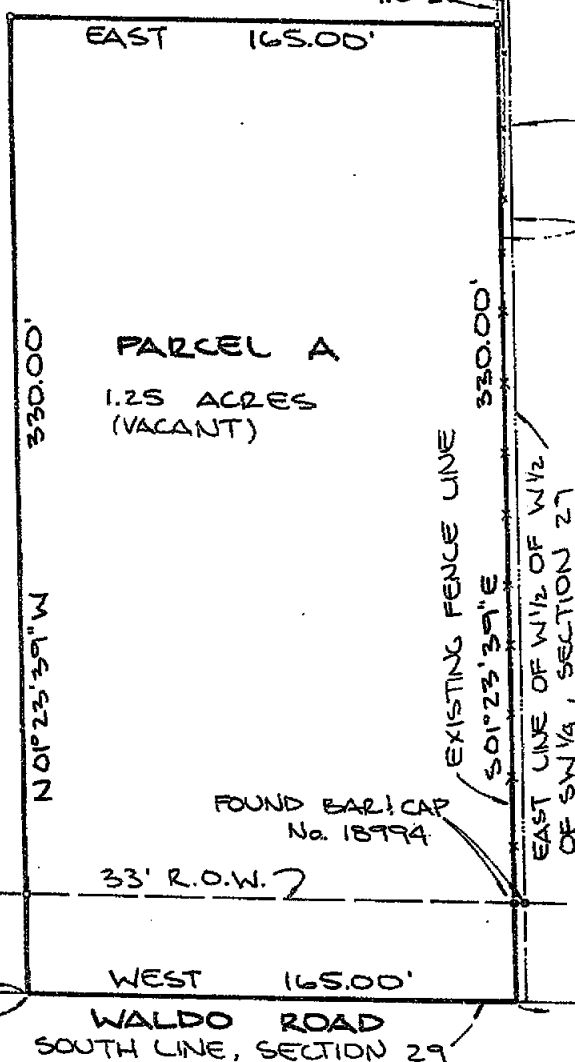 EAST 165.00'
330.00'
330.00'
PARCEL A
1.25 ACRES
(VACANT)
N01°23'39"W
EXISTING FENCE LINE
S01°23'39"E
EAST LINE OF W1/2 OF W1/2
OF SW1/4, SECTION 29
FOUND BAR & CAP
No. 18994
33' R.O.W.
WEST 165.00'
WALDO ROAD
SOUTH LINE, SECTION 29